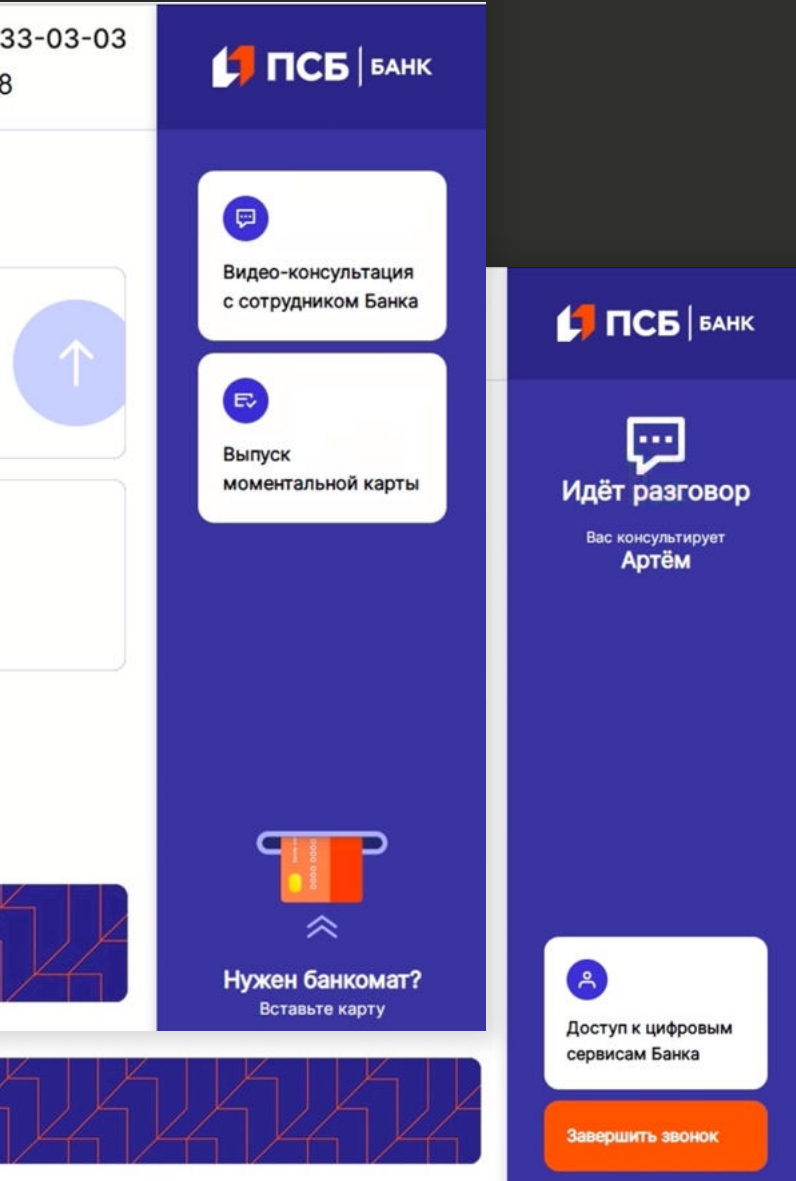 33-03-03
8
ПСБ БАНК
Видео-консультация
с сотрудником Банка
Выпуск
моментальной карты
Нужен банкомат?
Вставьте карту
ПСБ БАНК
Идёт разговор
Вас консультирует
Артём
Доступ к цифровым
сервисам Банка
Завершить звонок